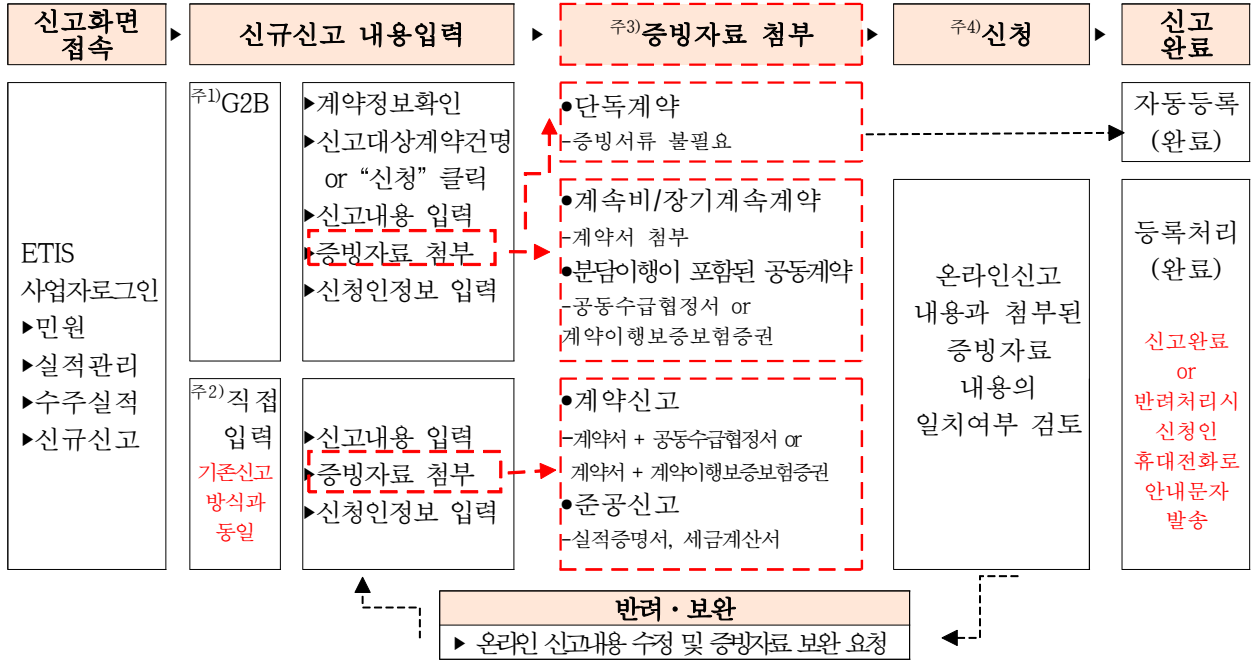 신고화면
접속
▶
신규신고 내용입력
▶
주3)증빙자료 첨부
▶
주4)신청
▶
신고
완료
ETIS
사업자로그인
▶민원
▶실적관리
▶수주실적
▶신규신고
주1)G2B
▶계약정보확인
▶신고대상계약건명
or “신청” 클릭
▶신고내용 입력
▶증빙자료 첨부
▶신청인정보 입력
●단독계약
-증빙서류 불필요
●계속비/장기계속계약
-계약서 첨부
●분담이행이 포함된 공동계약
-공동수급협정서 or
계약이행보증보험증권
주2)직접
입력
기존신고
방식과
동일
▶신고내용 입력
▶증빙자료 첨부
▶신청인정보 입력
●계약신고
-계약서 + 공동수급협정서 or
계약서 + 계약이행보증보험증권
●준공신고
-실적증명서, 세금계산서
온라인신고
내용과 첨부된
증빙자료
내용의
일치여부 검토
자동등록
(완료)
등록처리
(완료)
신고완료
or
반려처리시
신청인
휴대전화로
안내문자
발송
반려·보완
▶ 온라인 신고내용 수정 및 증빙자료 보완 요청